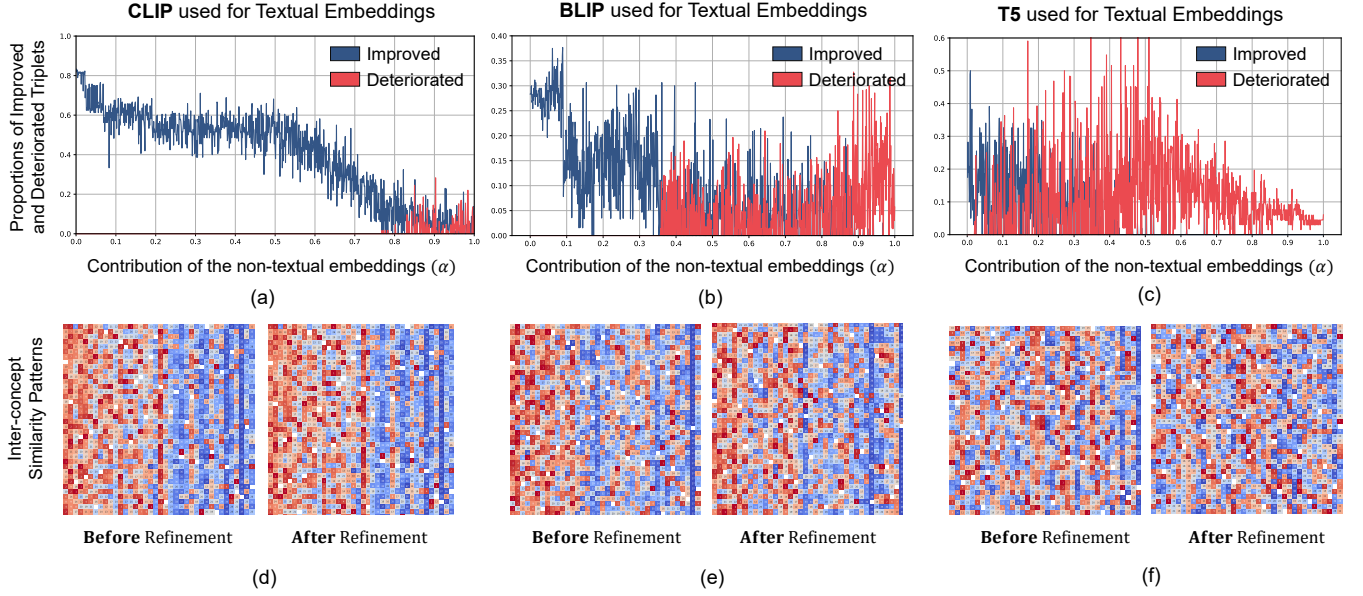 CLIP used for Textual Embeddings
BLIP used for Textual Embeddings
T5 used for Textual Embeddings
Proportions of Improved
and Deteriorated Triplets
1.0
0.8
0.6
0.4
0.2
0.0
Improved
Deteriorated
0.0 0.1 0.2 0.3 0.4 0.5 0.6 0.7 0.8 0.9 1.0
Contribution of the non-textual embeddings (α)
(a)
0.40
0.35
0.30
0.25
0.20
0.15
0.10
0.05
0.00
Improved
Deteriorated
0.0 0.1 0.2 0.3 0.4 0.5 0.6 0.7 0.8 0.9 1.0
Contribution of the non-textual embeddings (α)
(b)
0.6
0.5
0.4
0.3
0.2
0.1
0.0
Improved
Deteriorated
0.0 0.1 0.2 0.3 0.4 0.5 0.6 0.7 0.8 0.9 1.0
Contribution of the non-textual embeddings (α)
(c)
Inter-concept
Similarity Patterns
Before Refinement
After Refinement
(d)
Before Refinement
After Refinement
(e)
Before Refinement
After Refinement
(f)